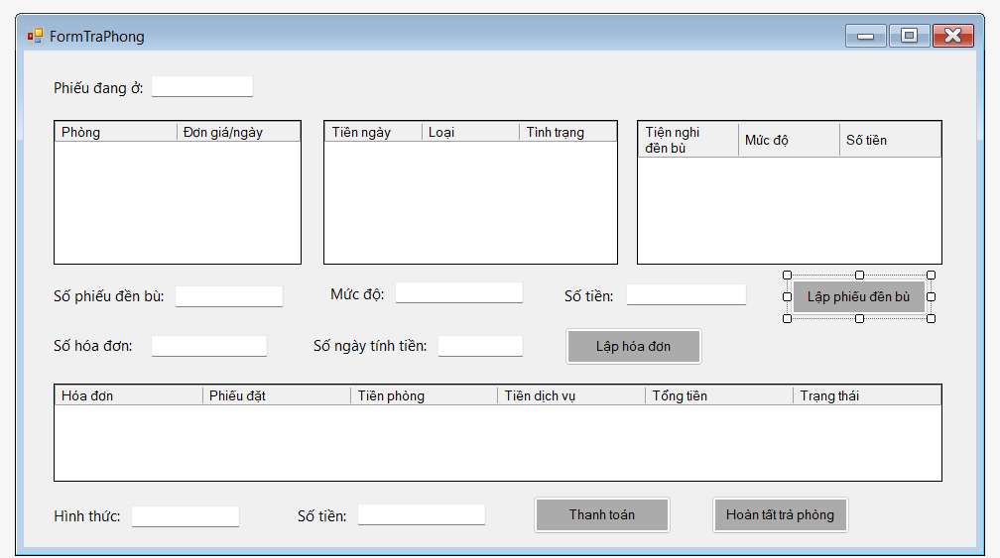 FormTraPhong
Phiếu đang ở:
Phòng Đơn giá/ngày
Tiền ngày Loại Tình trạng
Tiện nghi
đền bù Mức độ Số tiền
Số phiếu đền bù: Mức độ: Số tiền: Lập phiếu đền bù
Số hóa đơn: Số ngày tính tiền: Lập hóa đơn
Hóa đơn Phiếu đặt Tiền phòng Tiền dịch vụ Tổng tiền Trạng thái
Hình thức: Số tiền: Thanh toán Hoàn tất trả phòng